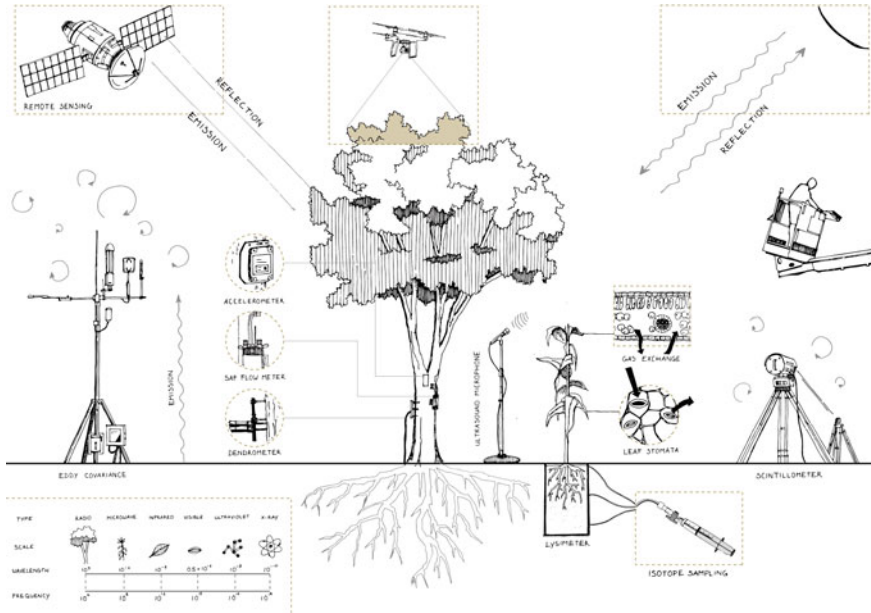 REMOTE SENSING
REFLECTION
EMISSION
EMISSION
REFLECTION
ACCELEROMETER
SAP FLOW METER
DENDROMETER
EMISSION
ULTRASOUND MICROPHONE
GAS EXCHANGE
LEAF STOMATA
EDDY COVARIANCE
SCINTILLOMETER
LYSIMETER
ISOTOPE SAMPLING
TYPE RADIO MICROWAVE INFRARED VISIBLE ULTRAVIOLET X-RAY
SCALE
WAVELENGTH
FREQUENCY